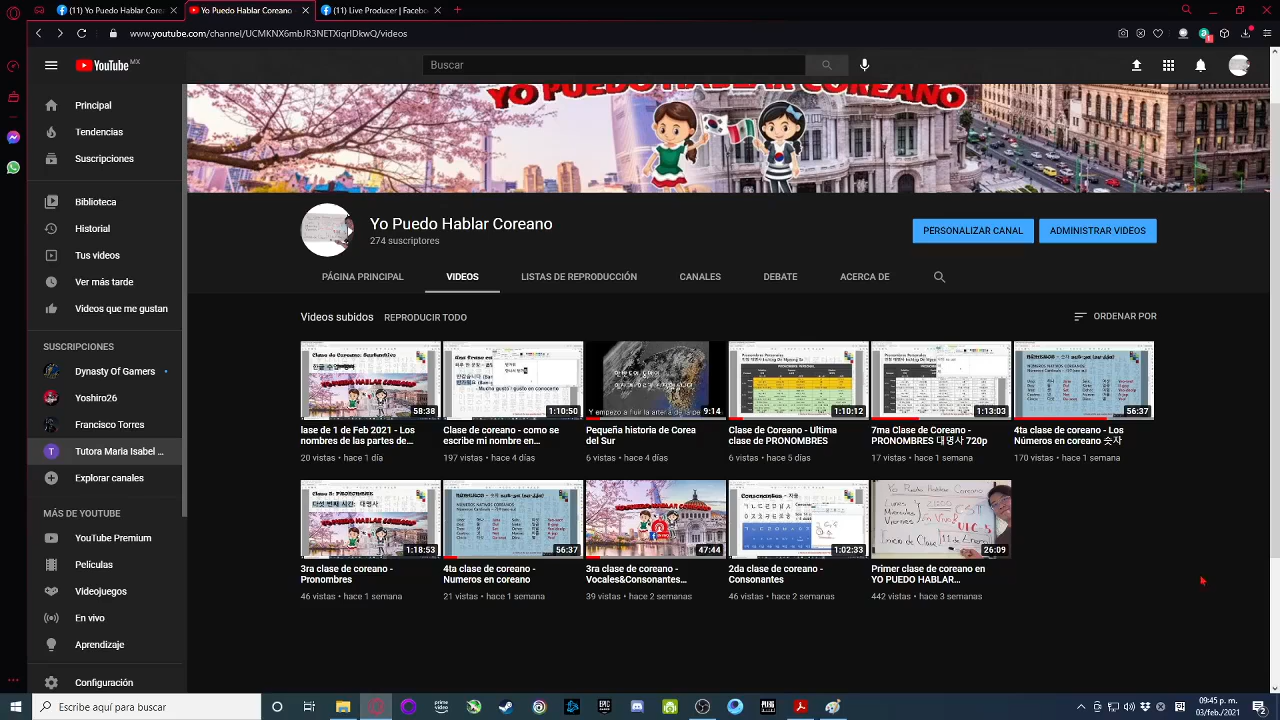 (11) Yo Puedo Hablar Corean
Yo Puedo Hablar Coreano
(11) Live Producer | Faceb
www.youtube.com/channel/UCMKNX6mbJR3NETXiqrIDkwQ/videos
YouTube MX
Buscar
Principal
Tendencias
Suscripciones
Biblioteca
Historial
Tus videos
Ver más tarde
Videos que me gustan
SUSCRIPCIONES
Dynasty Of Gamers
Yoshi326
Francisco Torres
T
Tutora Maria Isabel ...
Explorar canales
MÁS DE YOUTUBE
YouTube Premium
Películas
Videojuegos
En vivo
Aprendizaje
Configuración
YO PUEDO HABLAR COREANO
Yo Puedo Hablar Coreano
274 suscriptores
PERSONALIZAR CANAL
ADMINISTRAR VIDEOS
PÁGINA PRINCIPAL
VIDEOS
LISTAS DE REPRODUCCIÓN
CANALES
DEBATE
ACERCA DE
Videos subidos
REPRODUCIR TODO
ORDENAR POR
58:38
clase de 1 de Feb 2021 - Los
nombres de las partes de...
20 vistas • hace 1 día
1:10:50
Clase de coreano - como se
escribe mi nombre en...
197 vistas • hace 4 días
9:14
Pequeña historia de Corea
del Sur
6 vistas • hace 4 días
1:10:12
Ultima clase de coreano -
clase de PRONOMBRES
6 vistas • hace 5 días
1:13:03
7ma Clase de Coreano -
PRONOMBRES 대명사 720p
17 vistas • hace 1 semana
56:37
4ta clase de coreano - Los
Números en coreano 숫자
170 vistas • hace 1 semana
1:18:53
3ra clase de coreano -
Pronombres
46 vistas • hace 1 semana
56:37
4ta clase de coreano -
Numeros en coreano
21 vistas • hace 1 semana
47:44
3ra clase de coreano -
Vocales&Consonantes...
39 vistas • hace 2 semanas
1:02:33
2da clase de coreano -
Consonantes
46 vistas • hace 2 semanas
26:09
Primer clase de coreano en
YO PUEDO HABLAR...
442 vistas • hace 3 semanas
Escribe aquí para buscar
09:45 p. m.
03/feb./2021